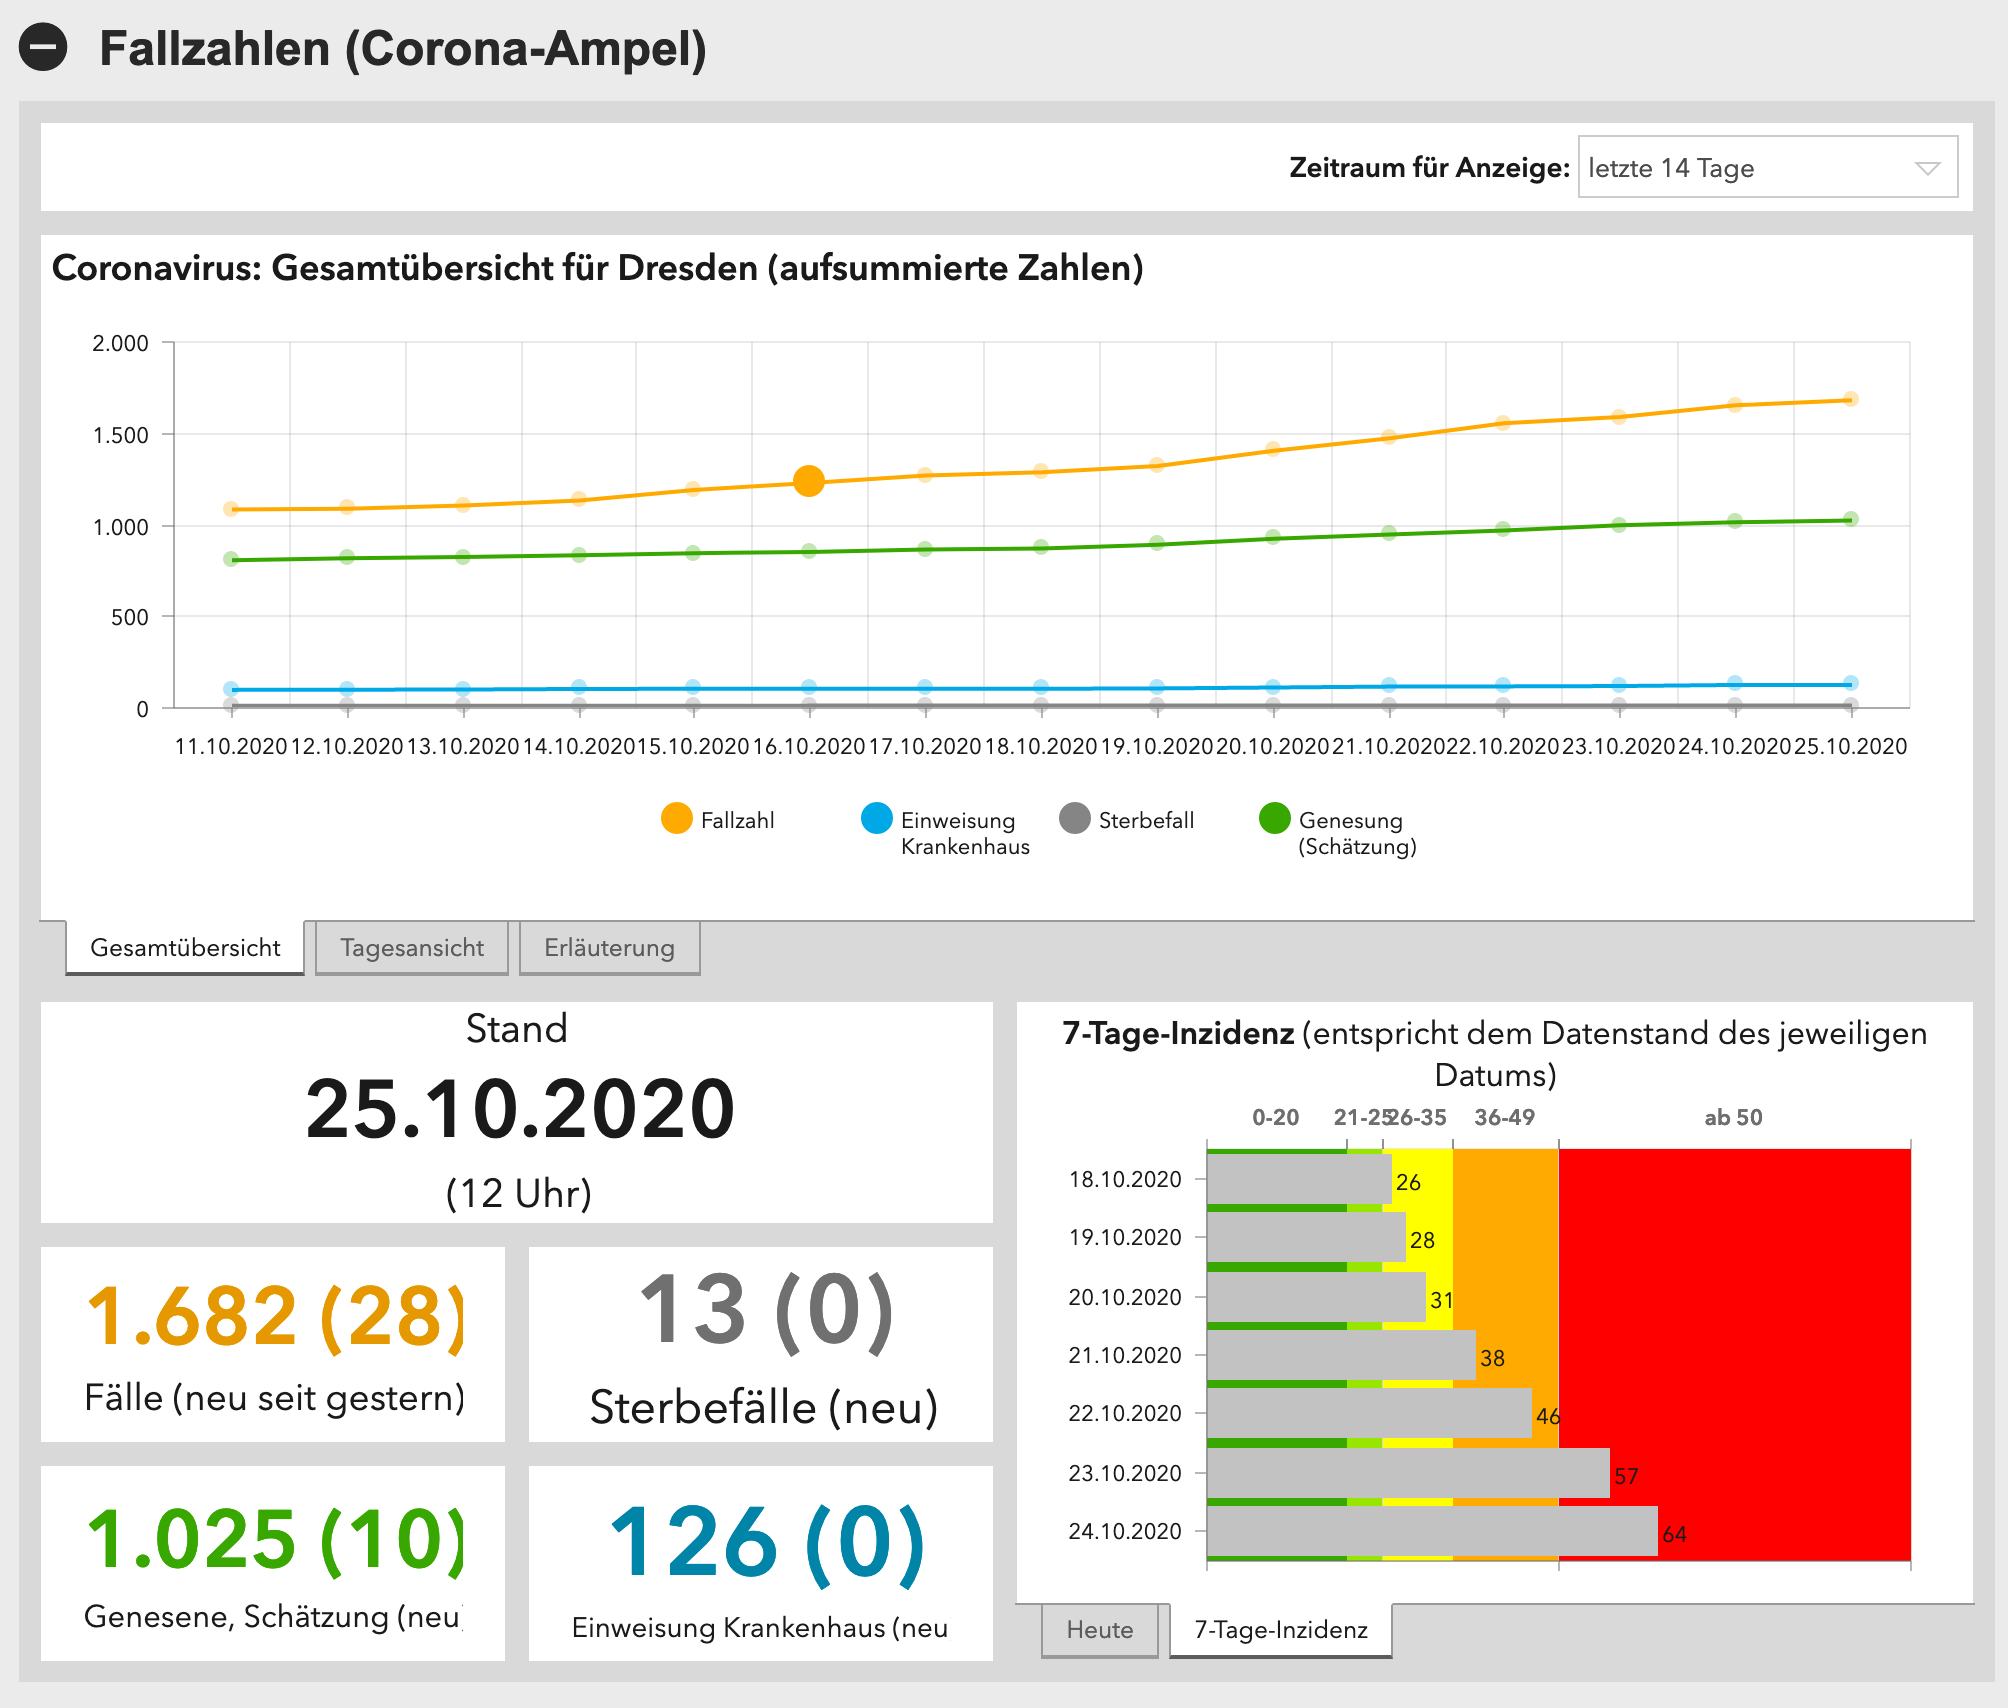 Fallzahlen (Corona-Ampel)
Zeitraum für Anzeige: letzte 14 Tage
Coronavirus: Gesamtübersicht für Dresden (aufsummierte Zahlen)
2.000
1.500
1.000
500
0
11.10.2020 12.10.2020 13.10.2020 14.10.2020 15.10.2020 16.10.2020 17.10.2020 18.10.2020 19.10.2020 20.10.2020 21.10.2020 22.10.2020 23.10.2020 24.10.2020 25.10.2020
Fallzahl
Einweisung
Krankenhaus
Sterbefall
Genesung
(Schätzung)
Gesamtübersicht Tagesansicht Erläuterung
Stand
25.10.2020
(12 Uhr)
1.682 (28)
Fälle (neu seit gestern)
13 (0)
Sterbefälle (neu)
1.025 (10)
Genesene, Schätzung (neu)
126 (0)
Einweisung Krankenhaus (neu
7-Tage-Inzidenz (entspricht dem Datenstand des jeweiligen
Datums)
0-20 21-25 26-35 36-49 ab 50
18.10.2020 26
19.10.2020 28
20.10.2020 31
21.10.2020 38
22.10.2020 46
23.10.2020 57
24.10.2020 64
Heute 7-Tage-Inzidenz